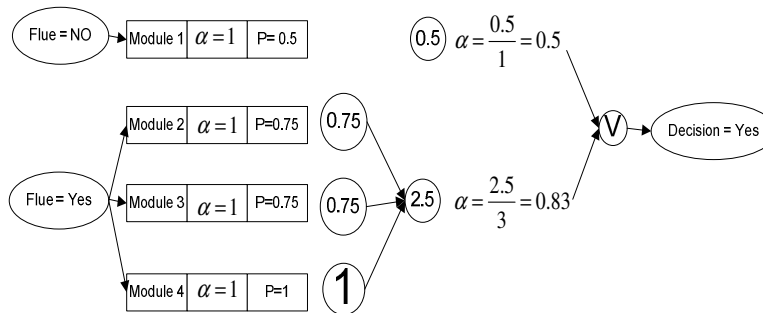 Flue = NO
Module 1 α = 1 P= 0.5
0.5
α = 0.5/1 = 0.5
Module 2 α = 1 P=0.75
0.75
V
Decision = Yes
Flue = Yes
Module 3 α = 1 P=0.75
0.75
2.5
α = 2.5/3 = 0.83
Module 4 α = 1 P=1
1